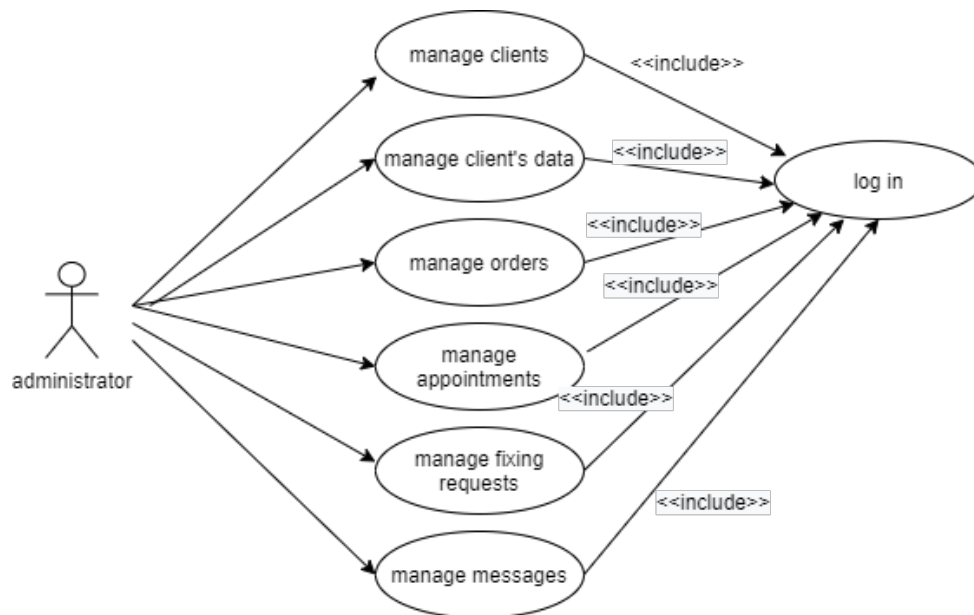 manage clients
<<include>>
manage client's data
<<include>>
log in
<<include>>
manage orders
<<include>>
administrator
manage
appointments
<<include>>
manage fixing
requests
<<include>>
manage messages